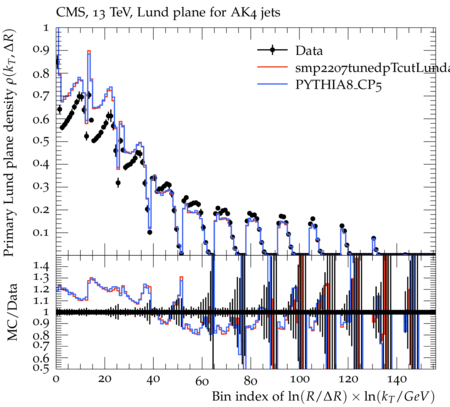 CMS, 13 TeV, Lund plane for AK4 jets
Primary Lund plane density ρ(k_T, ΔR)
1
0.9
0.8
0.7
0.6
0.5
0.4
0.3
0.2
0.1
Data
smp2207tunedpTcutLunda
PYTHIA8_CP5
MC/Data
1.4
1.3
1.2
1.1
1
0.9
0.8
0.7
0.6
0.5
0 20 40 60 80 100 120 140
Bin index of ln(R/ΔR) × ln(k_T/GeV)